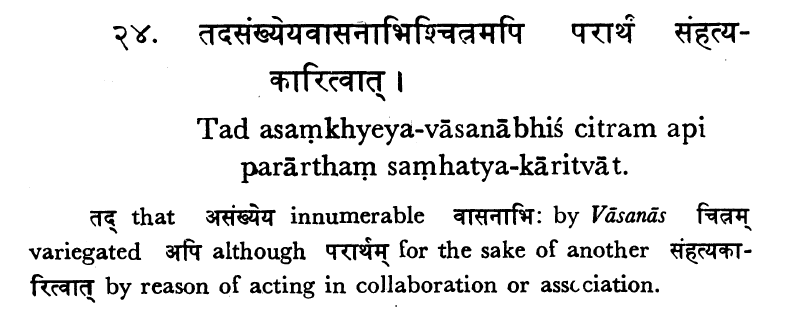 २४. तदसंख्येयवासनाभिश्चित्रमपि परार्थं संहत्य-
कारित्वात् ।
Tad asaṃkhyeya-vāsanābhiś citram api
parārthaṃ saṃhatya-kāritvāt.
तद् that असंख्येय innumerable वासनाभि: by Vāsanās चित्रम्
variegated अपि although परार्थम् for the sake of another संहत्यका-
रित्वात् by reason of acting in collaboration or association.